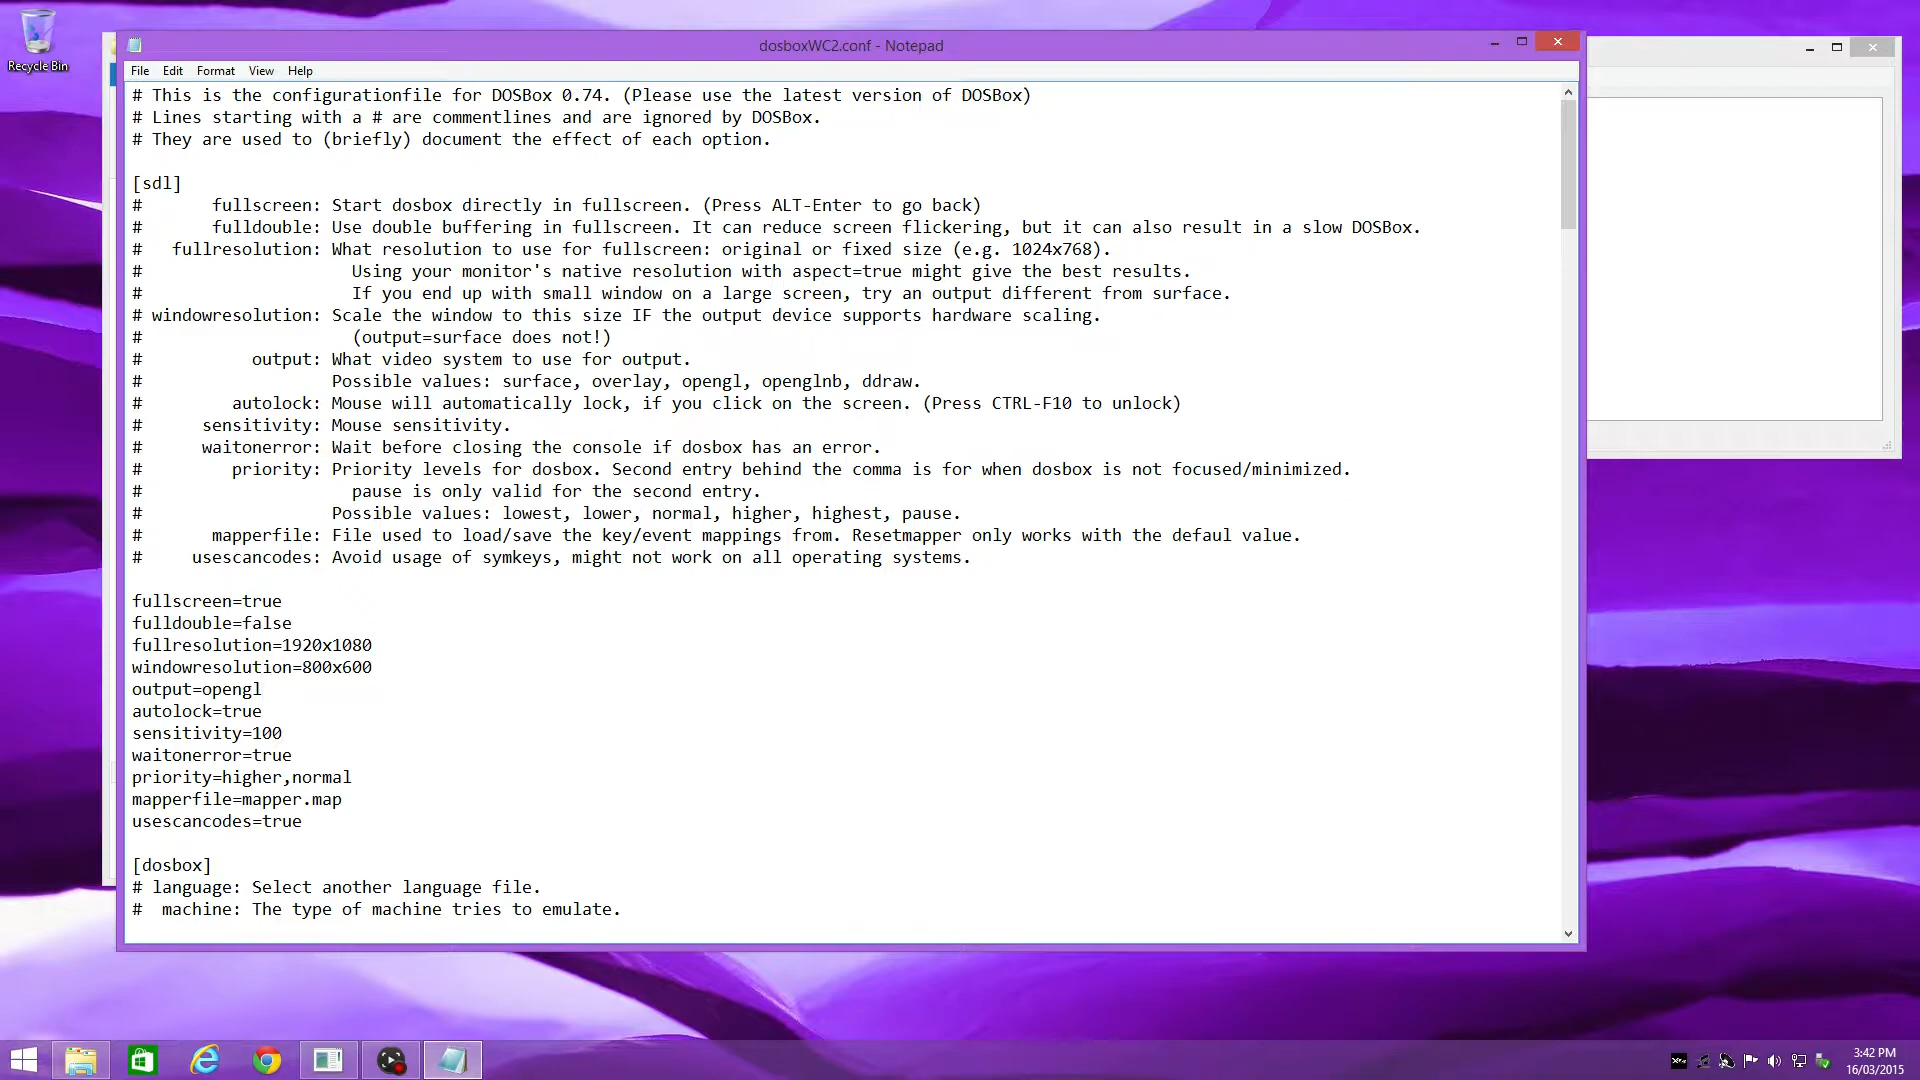 Recycle Bin
dosboxWC2.conf - Notepad
File Edit Format View Help
# This is the configurationfile for DOSBox 0.74. (Please use the latest version of DOSBox)
# Lines starting with a # are commentlines and are ignored by DOSBox.
# They are used to (briefly) document the effect of each option.
[sdl]
#       fullscreen: Start dosbox directly in fullscreen. (Press ALT-Enter to go back)
#       fulldouble: Use double buffering in fullscreen. It can reduce screen flickering, but it can also result in a slow DOSBox.
#   fullresolution: What resolution to use for fullscreen: original or fixed size (e.g. 1024x768).
#                     Using your monitor's native resolution with aspect=true might give the best results.
#                     If you end up with small window on a large screen, try an output different from surface.
# windowresolution: Scale the window to this size IF the output device supports hardware scaling.
#                     (output=surface does not!)
#           output: What video system to use for output.
#                   Possible values: surface, overlay, opengl, openglnb, ddraw.
#         autolock: Mouse will automatically lock, if you click on the screen. (Press CTRL-F10 to unlock)
#      sensitivity: Mouse sensitivity.
#      waitonerror: Wait before closing the console if dosbox has an error.
#         priority: Priority levels for dosbox. Second entry behind the comma is for when dosbox is not focused/minimized.
#                     pause is only valid for the second entry.
#                   Possible values: lowest, lower, normal, higher, highest, pause.
#       mapperfile: File used to load/save the key/event mappings from. Resetmapper only works with the defaul value.
#     usescancodes: Avoid usage of symkeys, might not work on all operating systems.
fullscreen=true
fulldouble=false
fullresolution=1920x1080
windowresolution=800x600
output=opengl
autolock=true
sensitivity=100
waitonerror=true
priority=higher,normal
mapperfile=mapper.map
usescancodes=true
[dosbox]
# language: Select another language file.
#  machine: The type of machine tries to emulate.
3:42 PM
16/03/2015